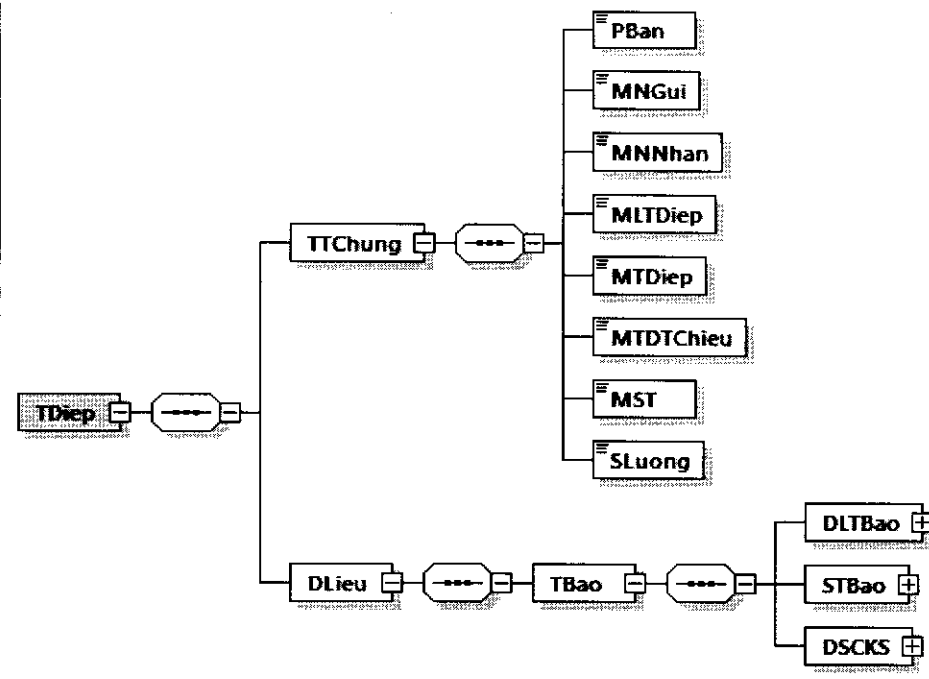 PBan
MNGui
MNNhan
MLTDiep
TTChung
MTDiep
MTDTChieu
TDiep
MST
SLuong
DLTBao
DLieu
TBao
STBao
DSCKS